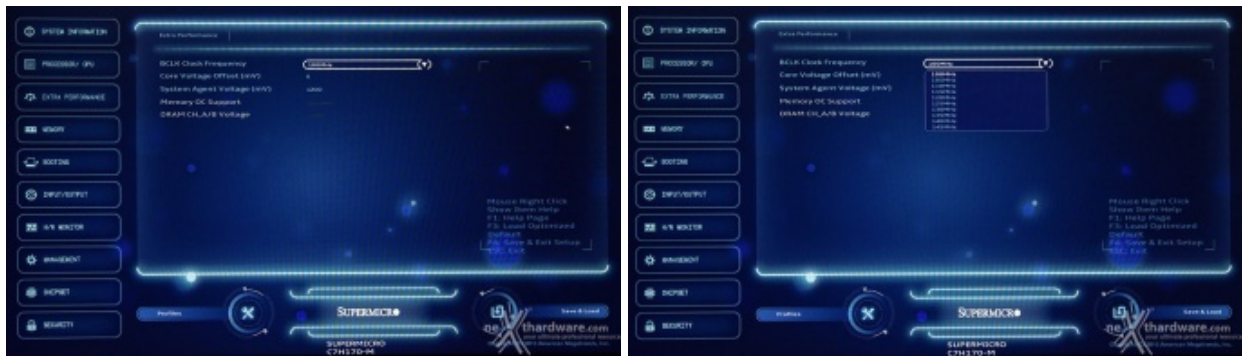 SYSTEM INFORMATION
PROCESSOR/ CPU
EXTRA PERFORMANCE
MEMORY
BOOTING
INPUT/OUTPUT
H/W MONITOR
MANAGEMENT
CHIPSET
SECURITY
Extra Performance
BCLK Clock Frequency
Core Voltage Offset (mV)
System Agent Voltage (mV)
Memory OC Support
DRAM CH_A/B Voltage
Mouse Right Click
Show Item Help
F1: Help Page
F3: Load Optimized
Default
F4: Save & Exit Setup
ESC: Exit
Profiles
SUPERMICRO
Save & Load
SUPERMICRO
C7H170-M
neXthardware.com
SYSTEM INFORMATION
PROCESSOR/ CPU
EXTRA PERFORMANCE
MEMORY
BOOTING
INPUT/OUTPUT
H/W MONITOR
MANAGEMENT
CHIPSET
SECURITY
Extra Performance
BCLK Clock Frequency
Core Voltage Offset (mV)
System Agent Voltage (mV)
Memory OC Support
DRAM CH_A/B Voltage
Mouse Right Click
Show Item Help
F1: Help Page
F3: Load Optimized
Default
F4: Save & Exit Setup
ESC: Exit
Profiles
SUPERMICRO
Save & Load
SUPERMICRO
C7H170-M
neXthardware.com